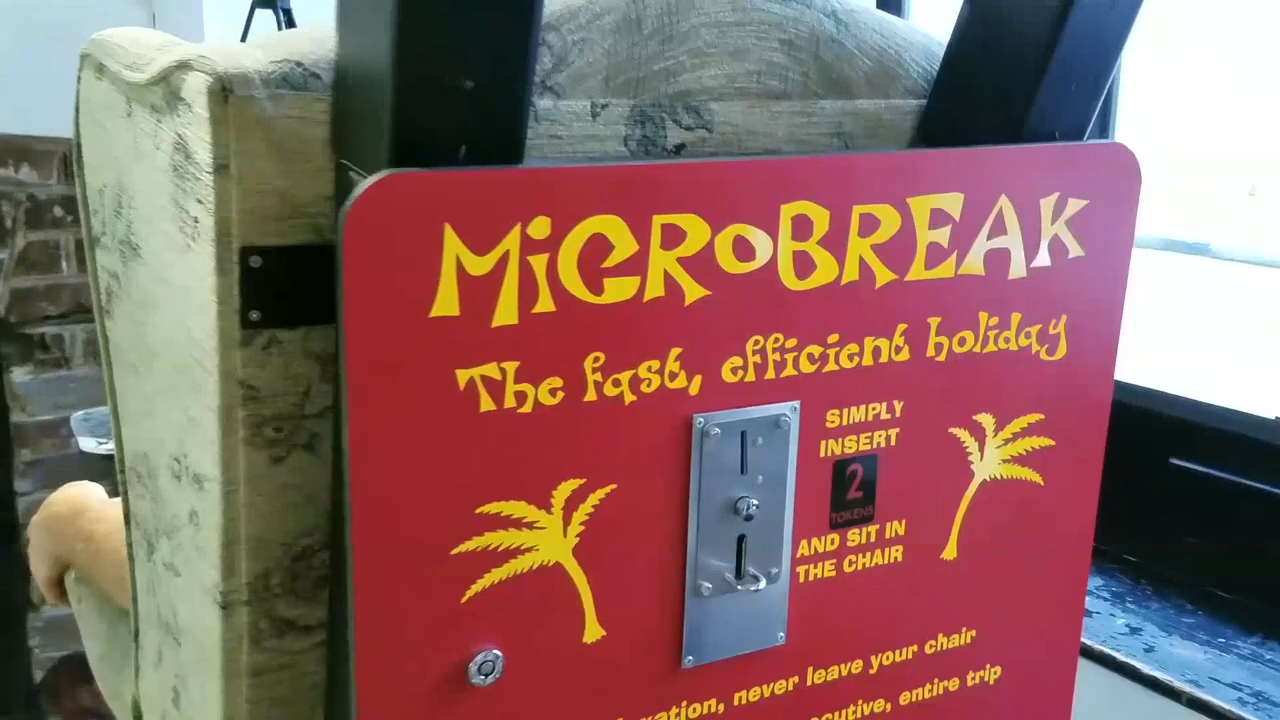 MiCROBREAK
The fast, efficient holiday
SIMPLY
INSERT
2
TOKENS
AND SIT IN
THE CHAIR
never leave your chair
entire trip